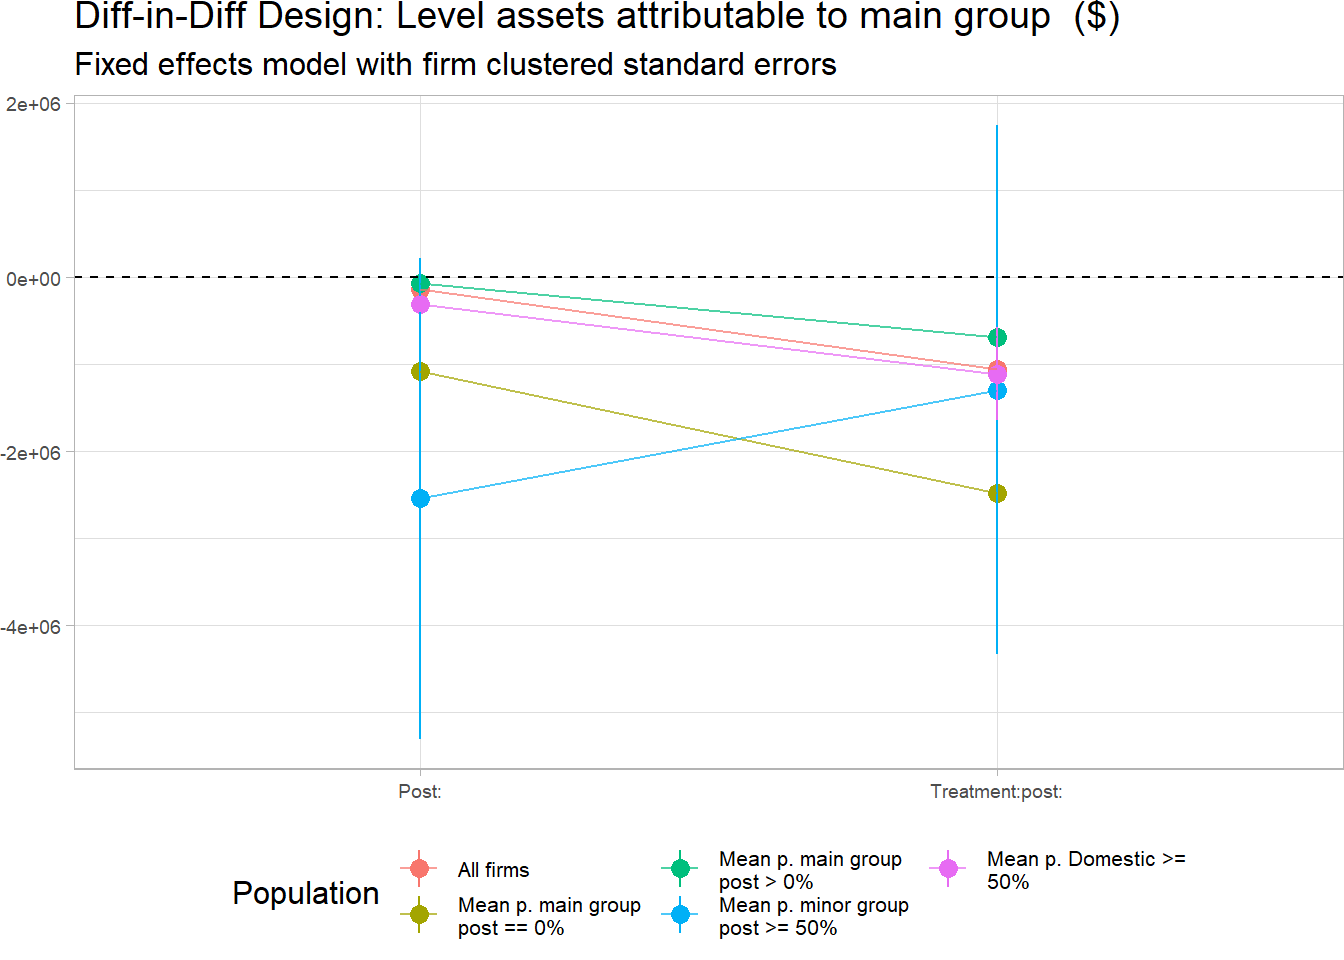 Diff-in-Diff Design: Level assets attributable to main group  ($)
Fixed effects model with firm clustered standard errors
2e+06
0e+00
-2e+06
-4e+06
Post:
Treatment:post:
Population
All firms
Mean p. main group
post == 0%
Mean p. main group
post > 0%
Mean p. minor group
post >= 50%
Mean p. Domestic >=
50%